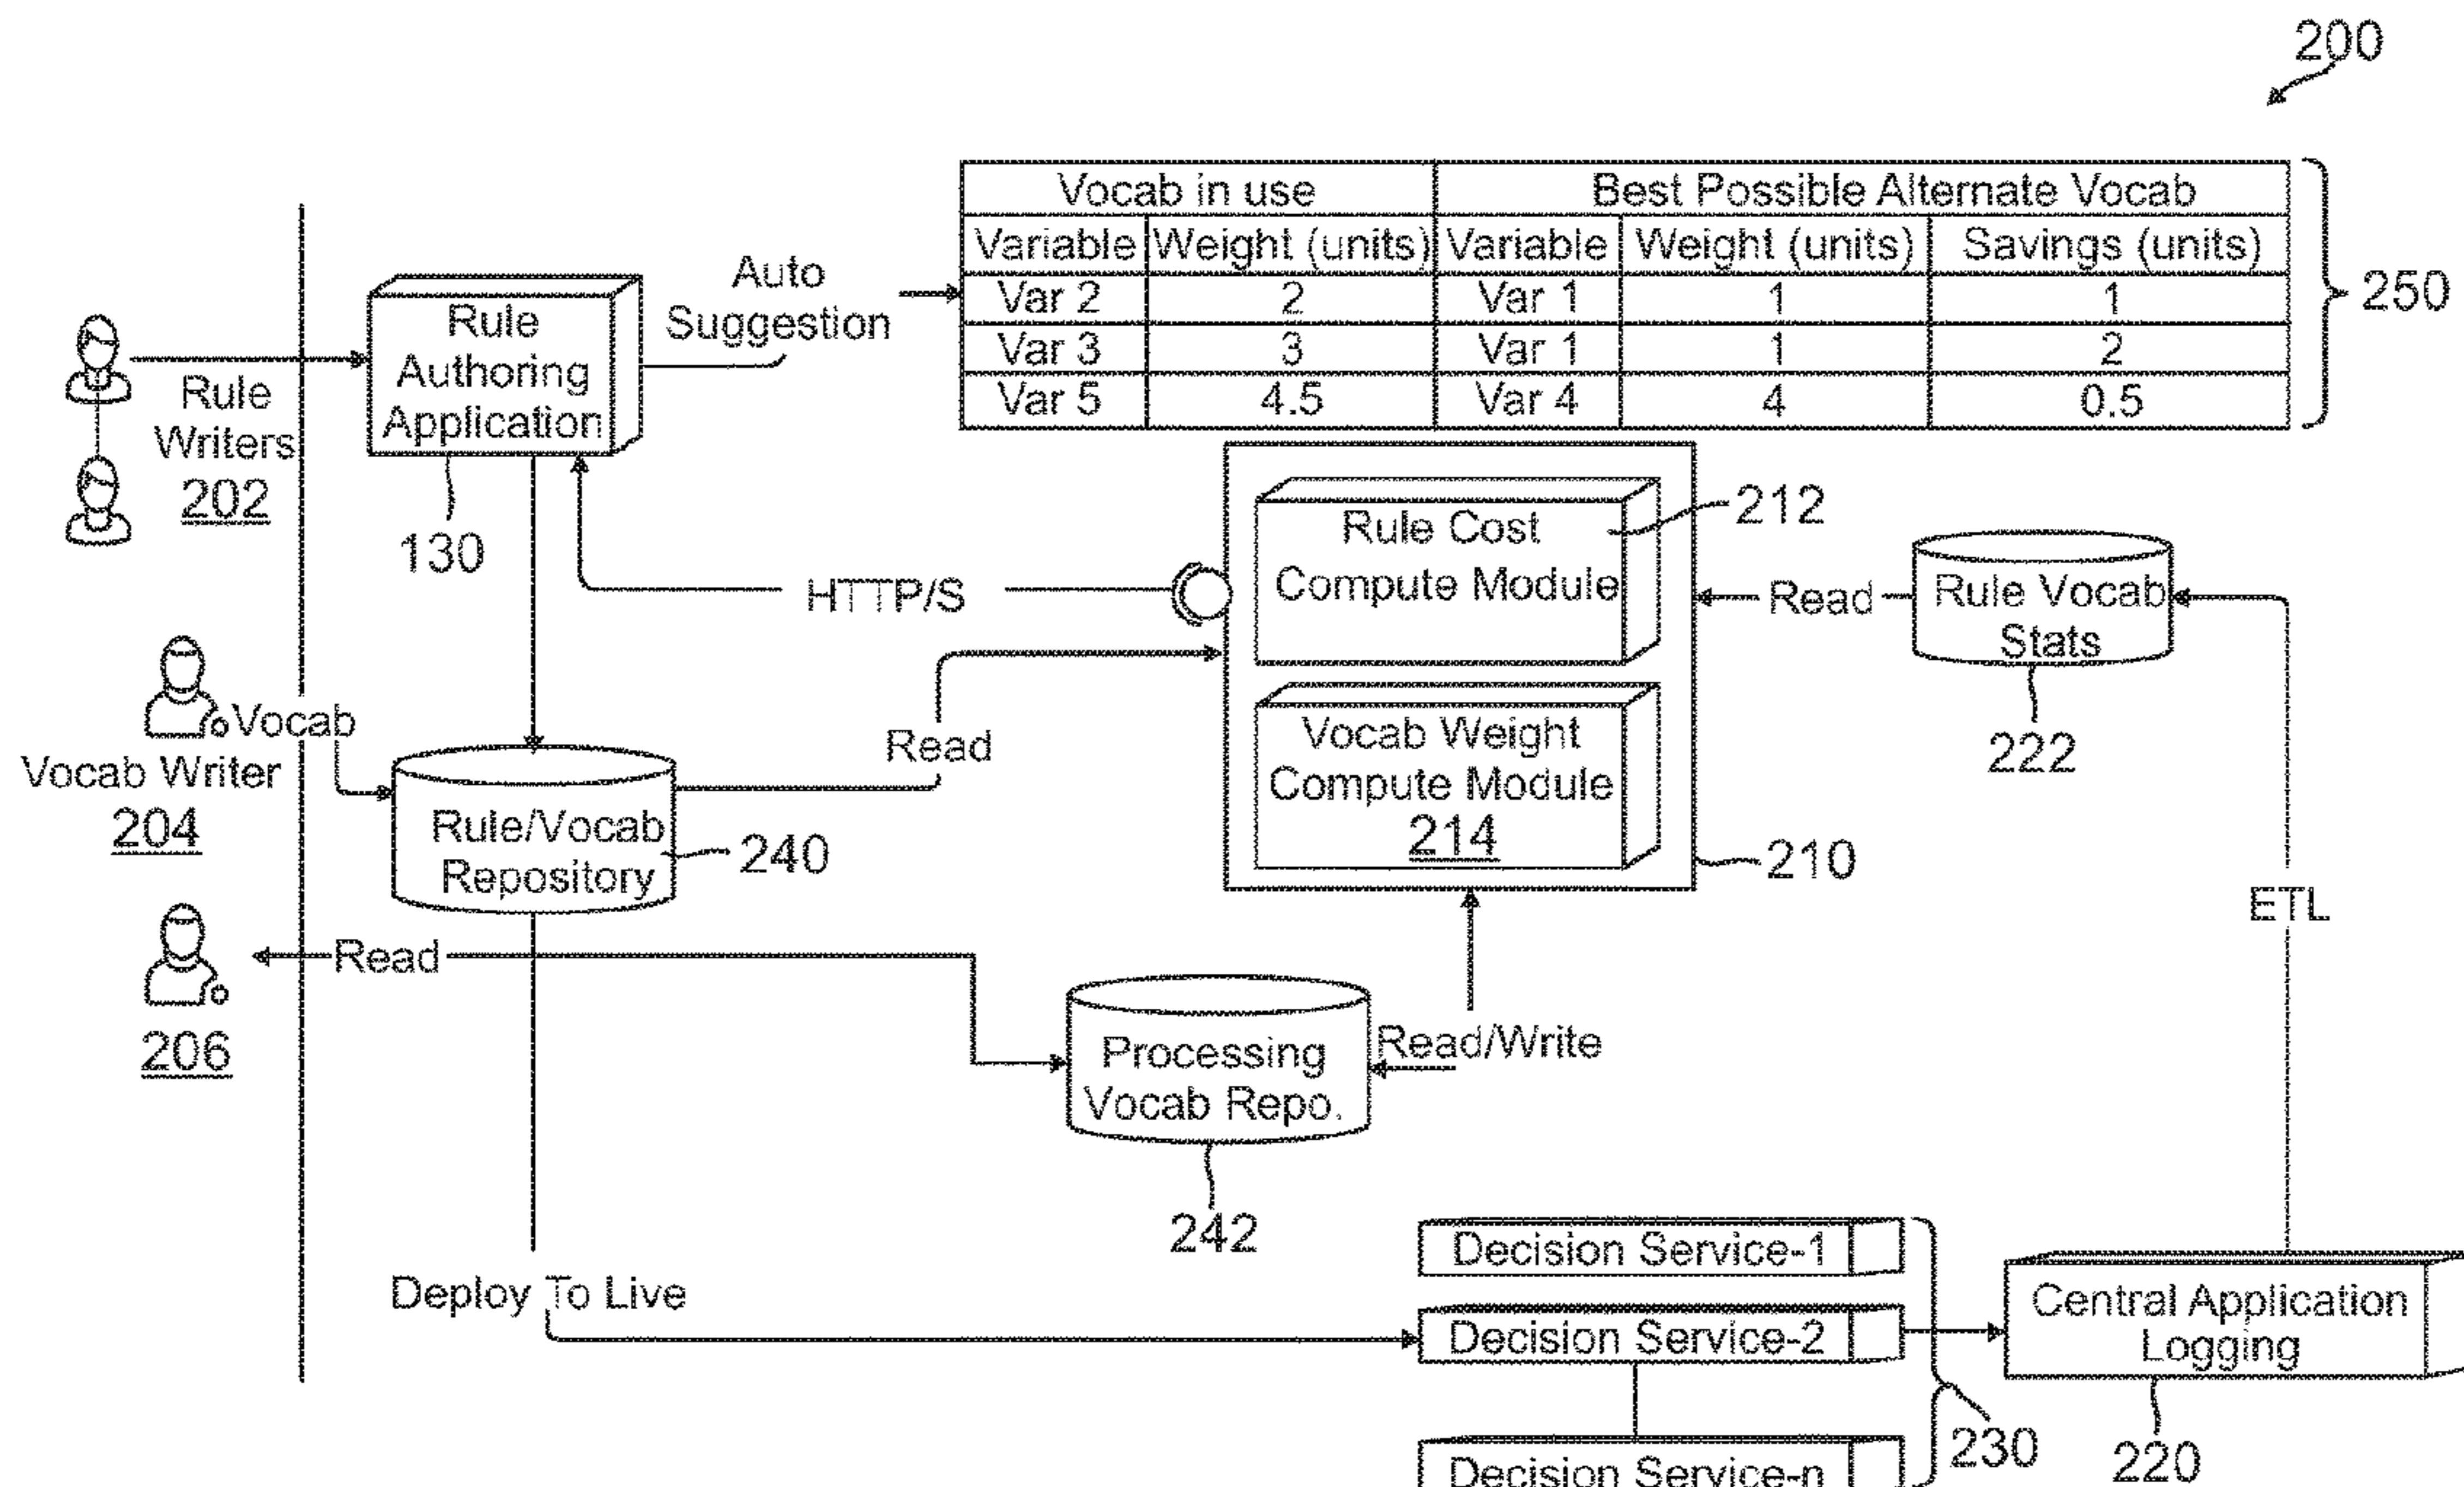 200
Vocab in use Best Possible Alternate Vocab
Variable Weight (units) Variable Weight (units) Savings (units)
Var 2 2 Var 1 1 1
Var 3 3 Var 1 1 2
Var 5 4.5 Var 4 4 0.5
250
Auto
Suggestion
Rule
Authoring
Application
130
Rule
Writers
202
HTTP/S
Rule Cost
Compute Module
212
Vocab Weight
Compute Module
214
210
Read
Rule Vocab
Stats
222
Vocab
Vocab Writer
204
Read
Rule/Vocab
Repository
240
ETL
206
Read
Processing
Vocab Repo.
242
Read/Write
Deploy To Live
Decision Service-1
Decision Service-2
Decision Service-n
230
Central Application
Logging
220